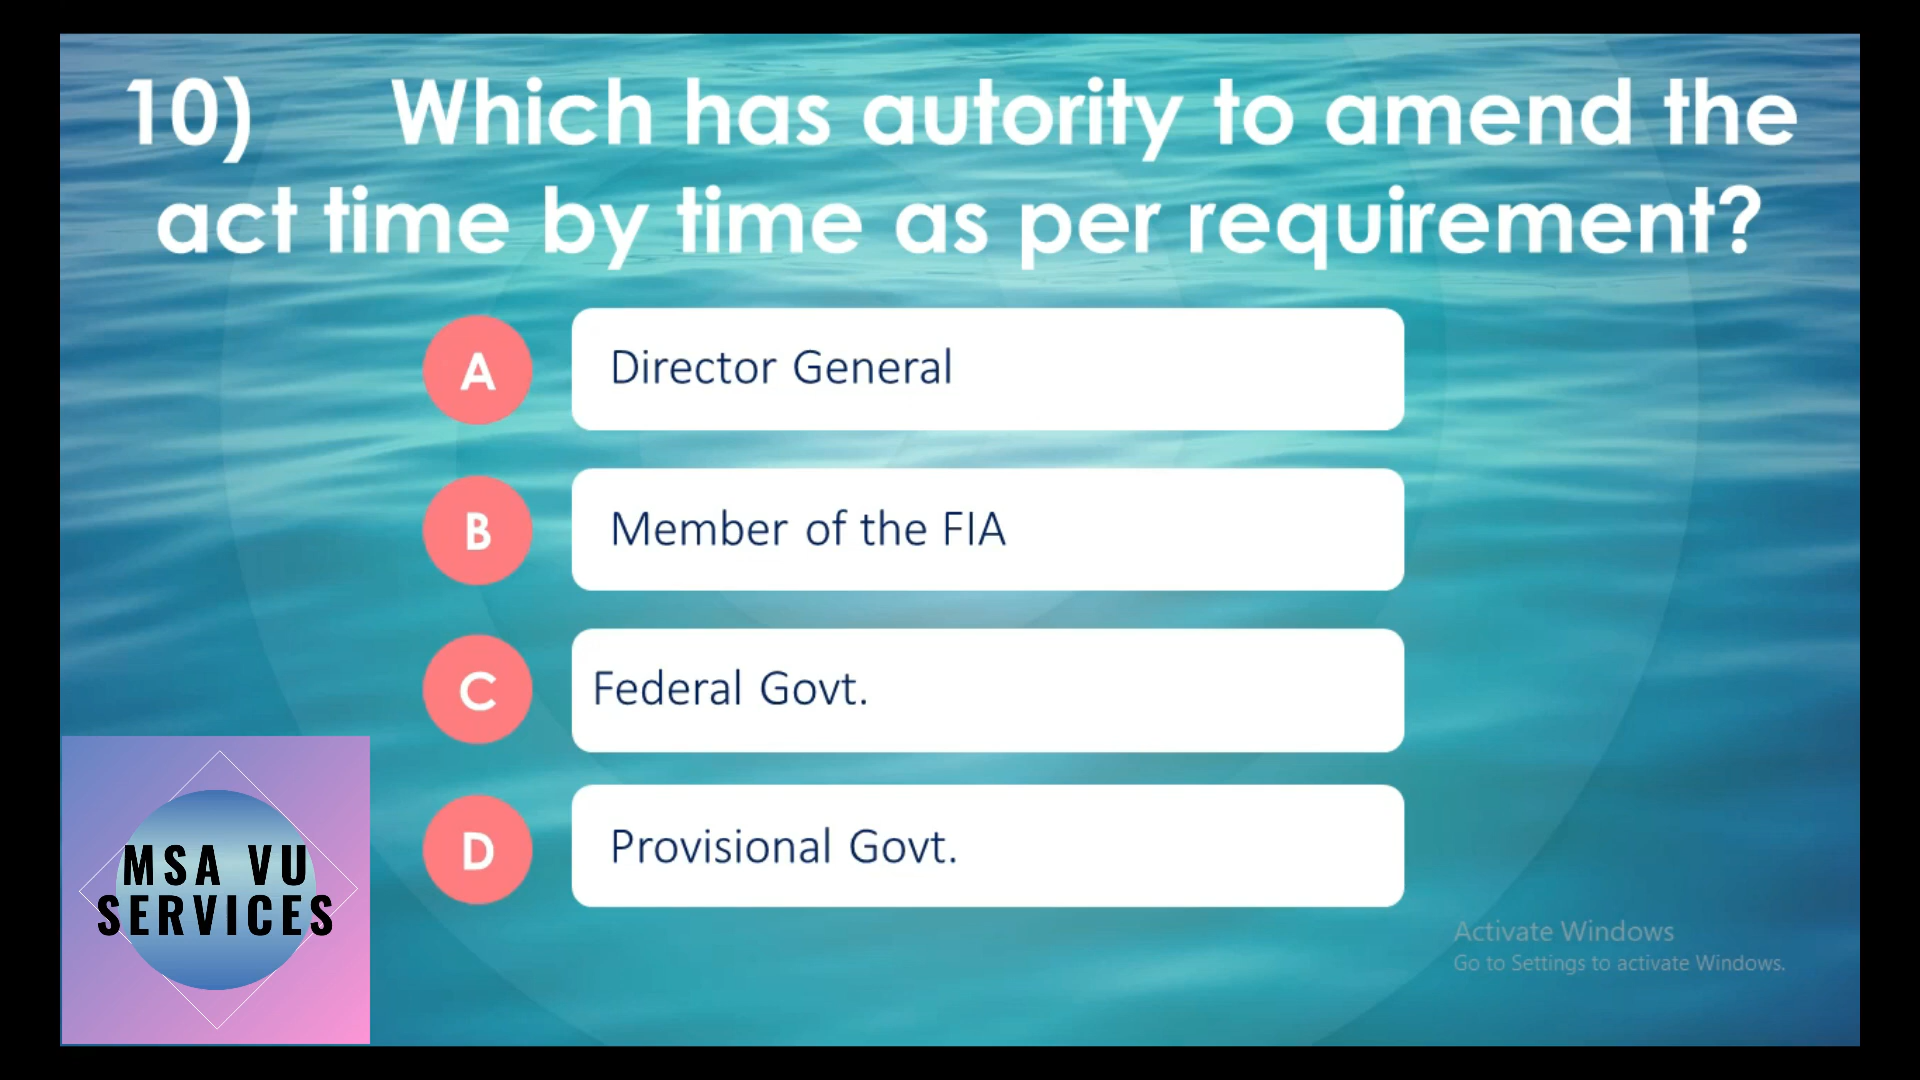 10) Which has autority to amend the
act time by time as per requirement?
A Director General
B Member of the FIA
C Federal Govt.
D Provisional Govt.
MSA VU
SERVICES
Activate Windows
Go to Settings to activate Windows.